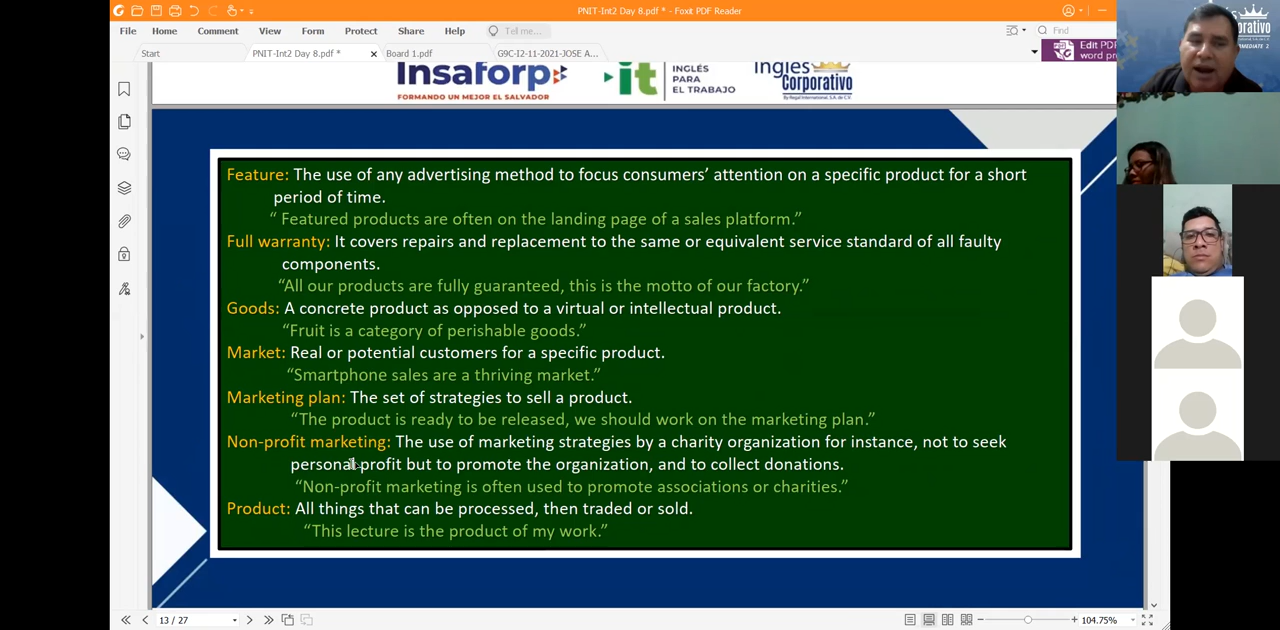 PNIT-Int2 Day 8.pdf * - Foxit PDF Reader
File Home Comment View Form Protect Share Help Tell me... Find
Start PNIT-Int2 Day 8.pdf * Board 1.pdf G9C-I2-11-2021-JOSE A... Edit PDF
word pr
Insaforp
FORMANDO UN MEJOR EL SALVADOR
it
INGLÉS
PARA
EL TRABAJO
Inglés
Corporativo
By Regal International, S.A. de C.V.
Feature: The use of any advertising method to focus consumers’ attention on a specific product for a short
period of time.
“ Featured products are often on the landing page of a sales platform.”
Full warranty: It covers repairs and replacement to the same or equivalent service standard of all faulty
components.
“All our products are fully guaranteed, this is the motto of our factory.”
Goods: A concrete product as opposed to a virtual or intellectual product.
“Fruit is a category of perishable goods.”
Market: Real or potential customers for a specific product.
“Smartphone sales are a thriving market.”
Marketing plan: The set of strategies to sell a product.
“The product is ready to be released, we should work on the marketing plan.”
Non-profit marketing: The use of marketing strategies by a charity organization for instance, not to seek
personal profit but to promote the organization, and to collect donations.
“Non-profit marketing is often used to promote associations or charities.”
Product: All things that can be processed, then traded or sold.
“This lecture is the product of my work.”
13 / 27
104.75%